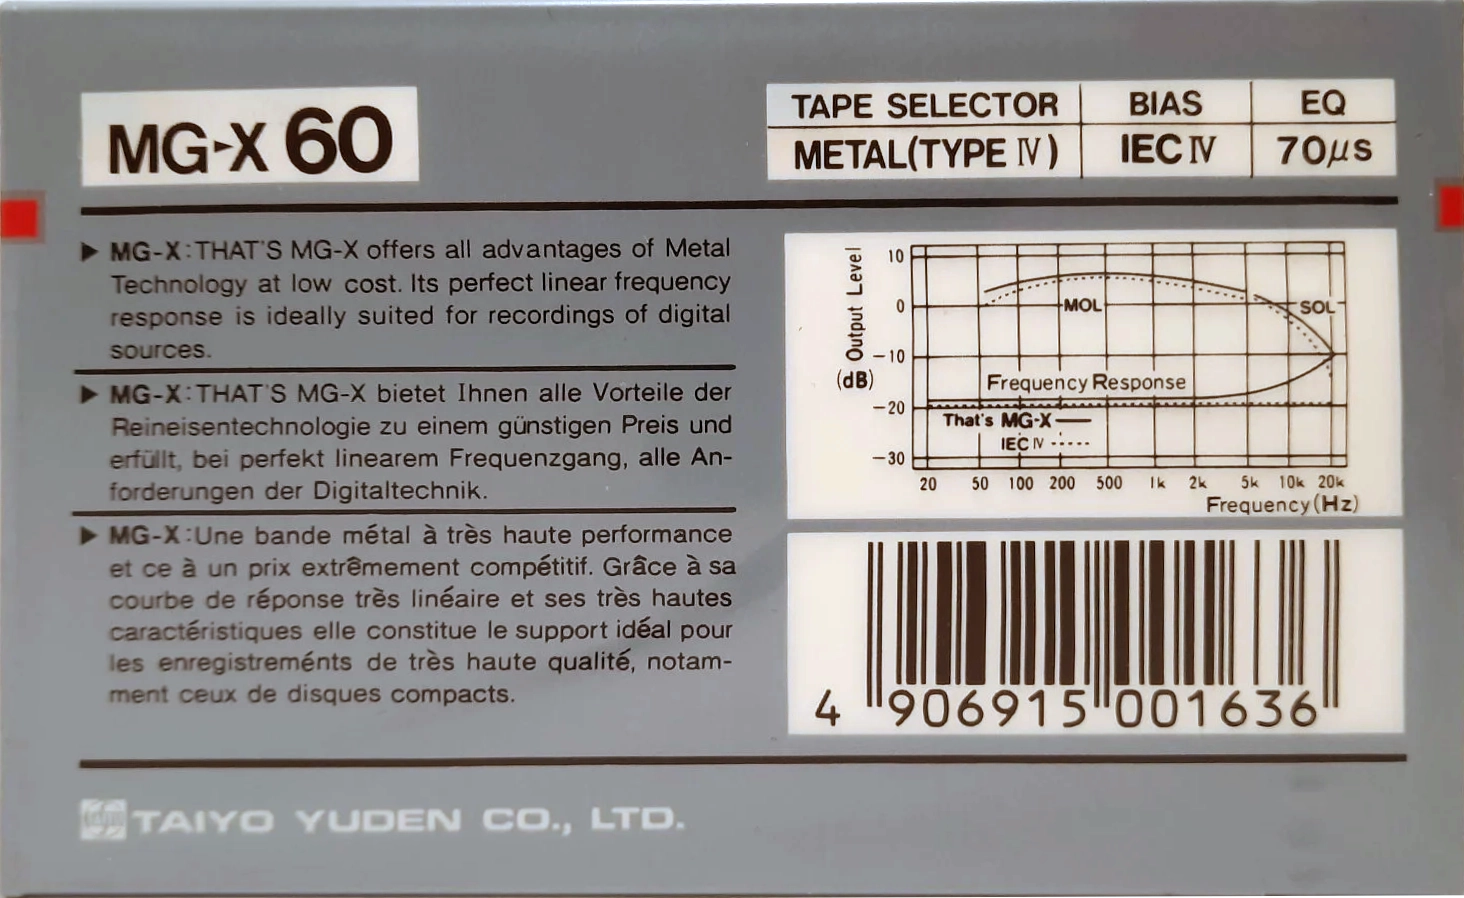 MG-X 60
TAPE SELECTOR BIAS EQ
METAL(TYPE Ⅳ) IEC Ⅳ 70μs
▶ MG-X:THAT'S MG-X offers all advantages of Metal
Technology at low cost. Its perfect linear frequency
response is ideally suited for recordings of digital
sources.
▶ MG-X:THAT'S MG-X bietet Ihnen alle Vorteile der
Reineisentechnologie zu einem günstigen Preis und
erfüllt, bei perfekt linearem Frequenzgang, alle An-
forderungen der Digitaltechnik.
▶ MG-X:Une bande métal à très haute performance
et ce à un prix extrêmement compétitif. Grâce à sa
courbe de réponse très linéaire et ses très hautes
caractéristiques elle constitue le support idéal pour
les enregistreménts de très haute qualité, notam-
ment ceux de disques compacts.
Output Level
(dB)
10
0
-10
-20
-30
MOL
SOL
Frequency Response
That's MG-X
IEC Ⅳ
20 50 100 200 500 1k 2k 5k 10k 20k
Frequency(Hz)
4 906915 001636
TAIYO YUDEN CO., LTD.